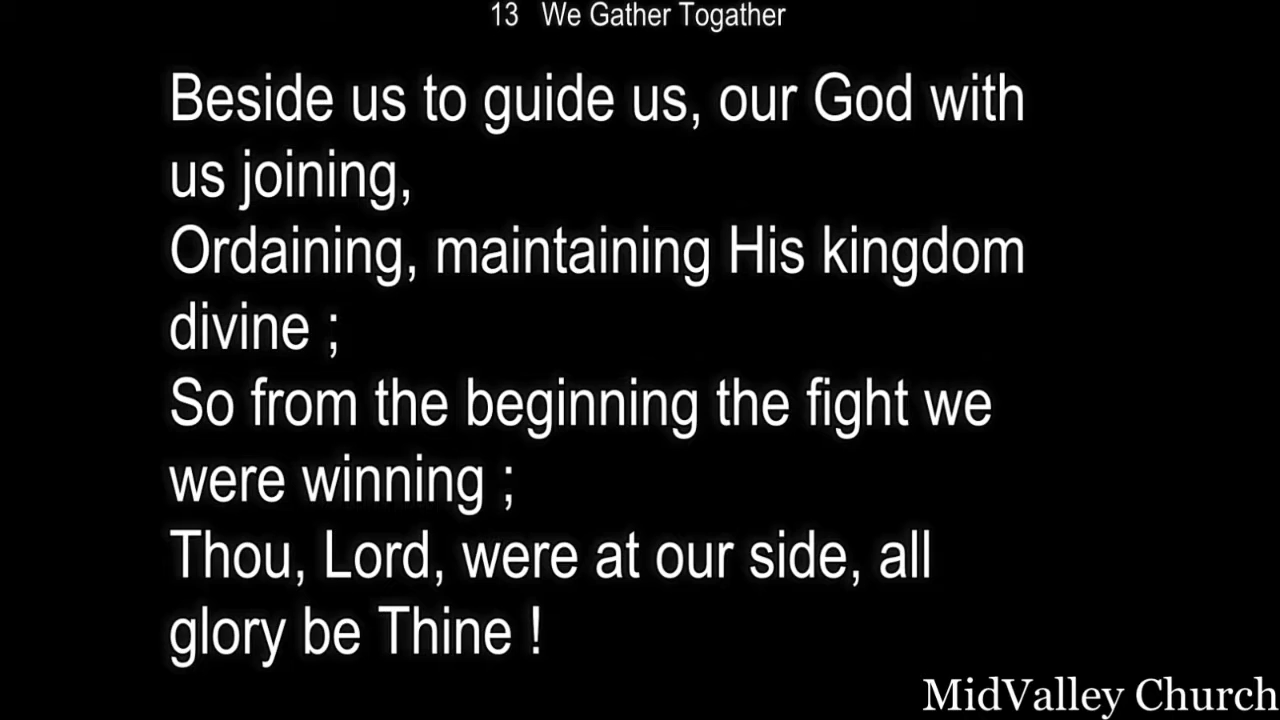 13 We Gather Togather
Beside us to guide us, our God with
us joining,
Ordaining, maintaining His kingdom
divine ;
So from the beginning the fight we
were winning ;
Thou, Lord, were at our side, all
glory be Thine !
MidValley Church